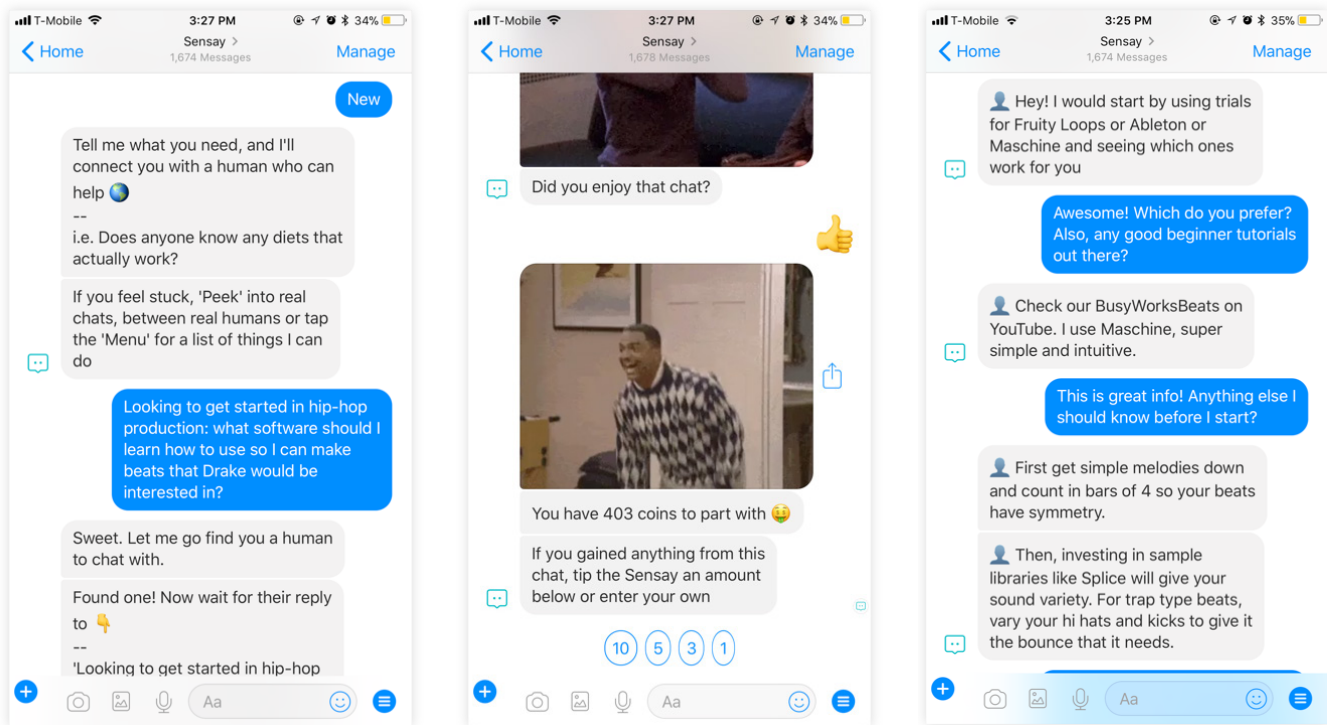 T-Mobile 3:27 PM 34%
Home Sensay > Manage
1,674 Messages
New
Tell me what you need, and I'll
connect you with a human who can
help 🌎
--
i.e. Does anyone know any diets that
actually work?
If you feel stuck, 'Peek' into real
chats, between real humans or tap
the 'Menu' for a list of things I can
do
Looking to get started in hip-hop
production: what software should I
learn how to use so I can make
beats that Drake would be
interested in?
Sweet. Let me go find you a human
to chat with.
Found one! Now wait for their reply
to 👇
--
'Looking to get started in hip-hop
Aa
T-Mobile 3:27 PM 34%
Home Sensay > Manage
1,678 Messages
Did you enjoy that chat?
👍
You have 403 coins to part with 🤑
If you gained anything from this
chat, tip the Sensay an amount
below or enter your own
10 5 3 1
Aa
T-Mobile 3:25 PM 35%
Home Sensay > Manage
1,674 Messages
👤 Hey! I would start by using trials
for Fruity Loops or Ableton or
Maschine and seeing which ones
work for you
Awesome! Which do you prefer?
Also, any good beginner tutorials
out there?
👤 Check our BusyWorksBeats on
YouTube. I use Maschine, super
simple and intuitive.
This is great info! Anything else I
should know before I start?
👤 First get simple melodies down
and count in bars of 4 so your beats
have symmetry.
👤 Then, investing in sample
libraries like Splice will give your
sound variety. For trap type beats,
vary your hi hats and kicks to give it
the bounce that it needs.
Aa